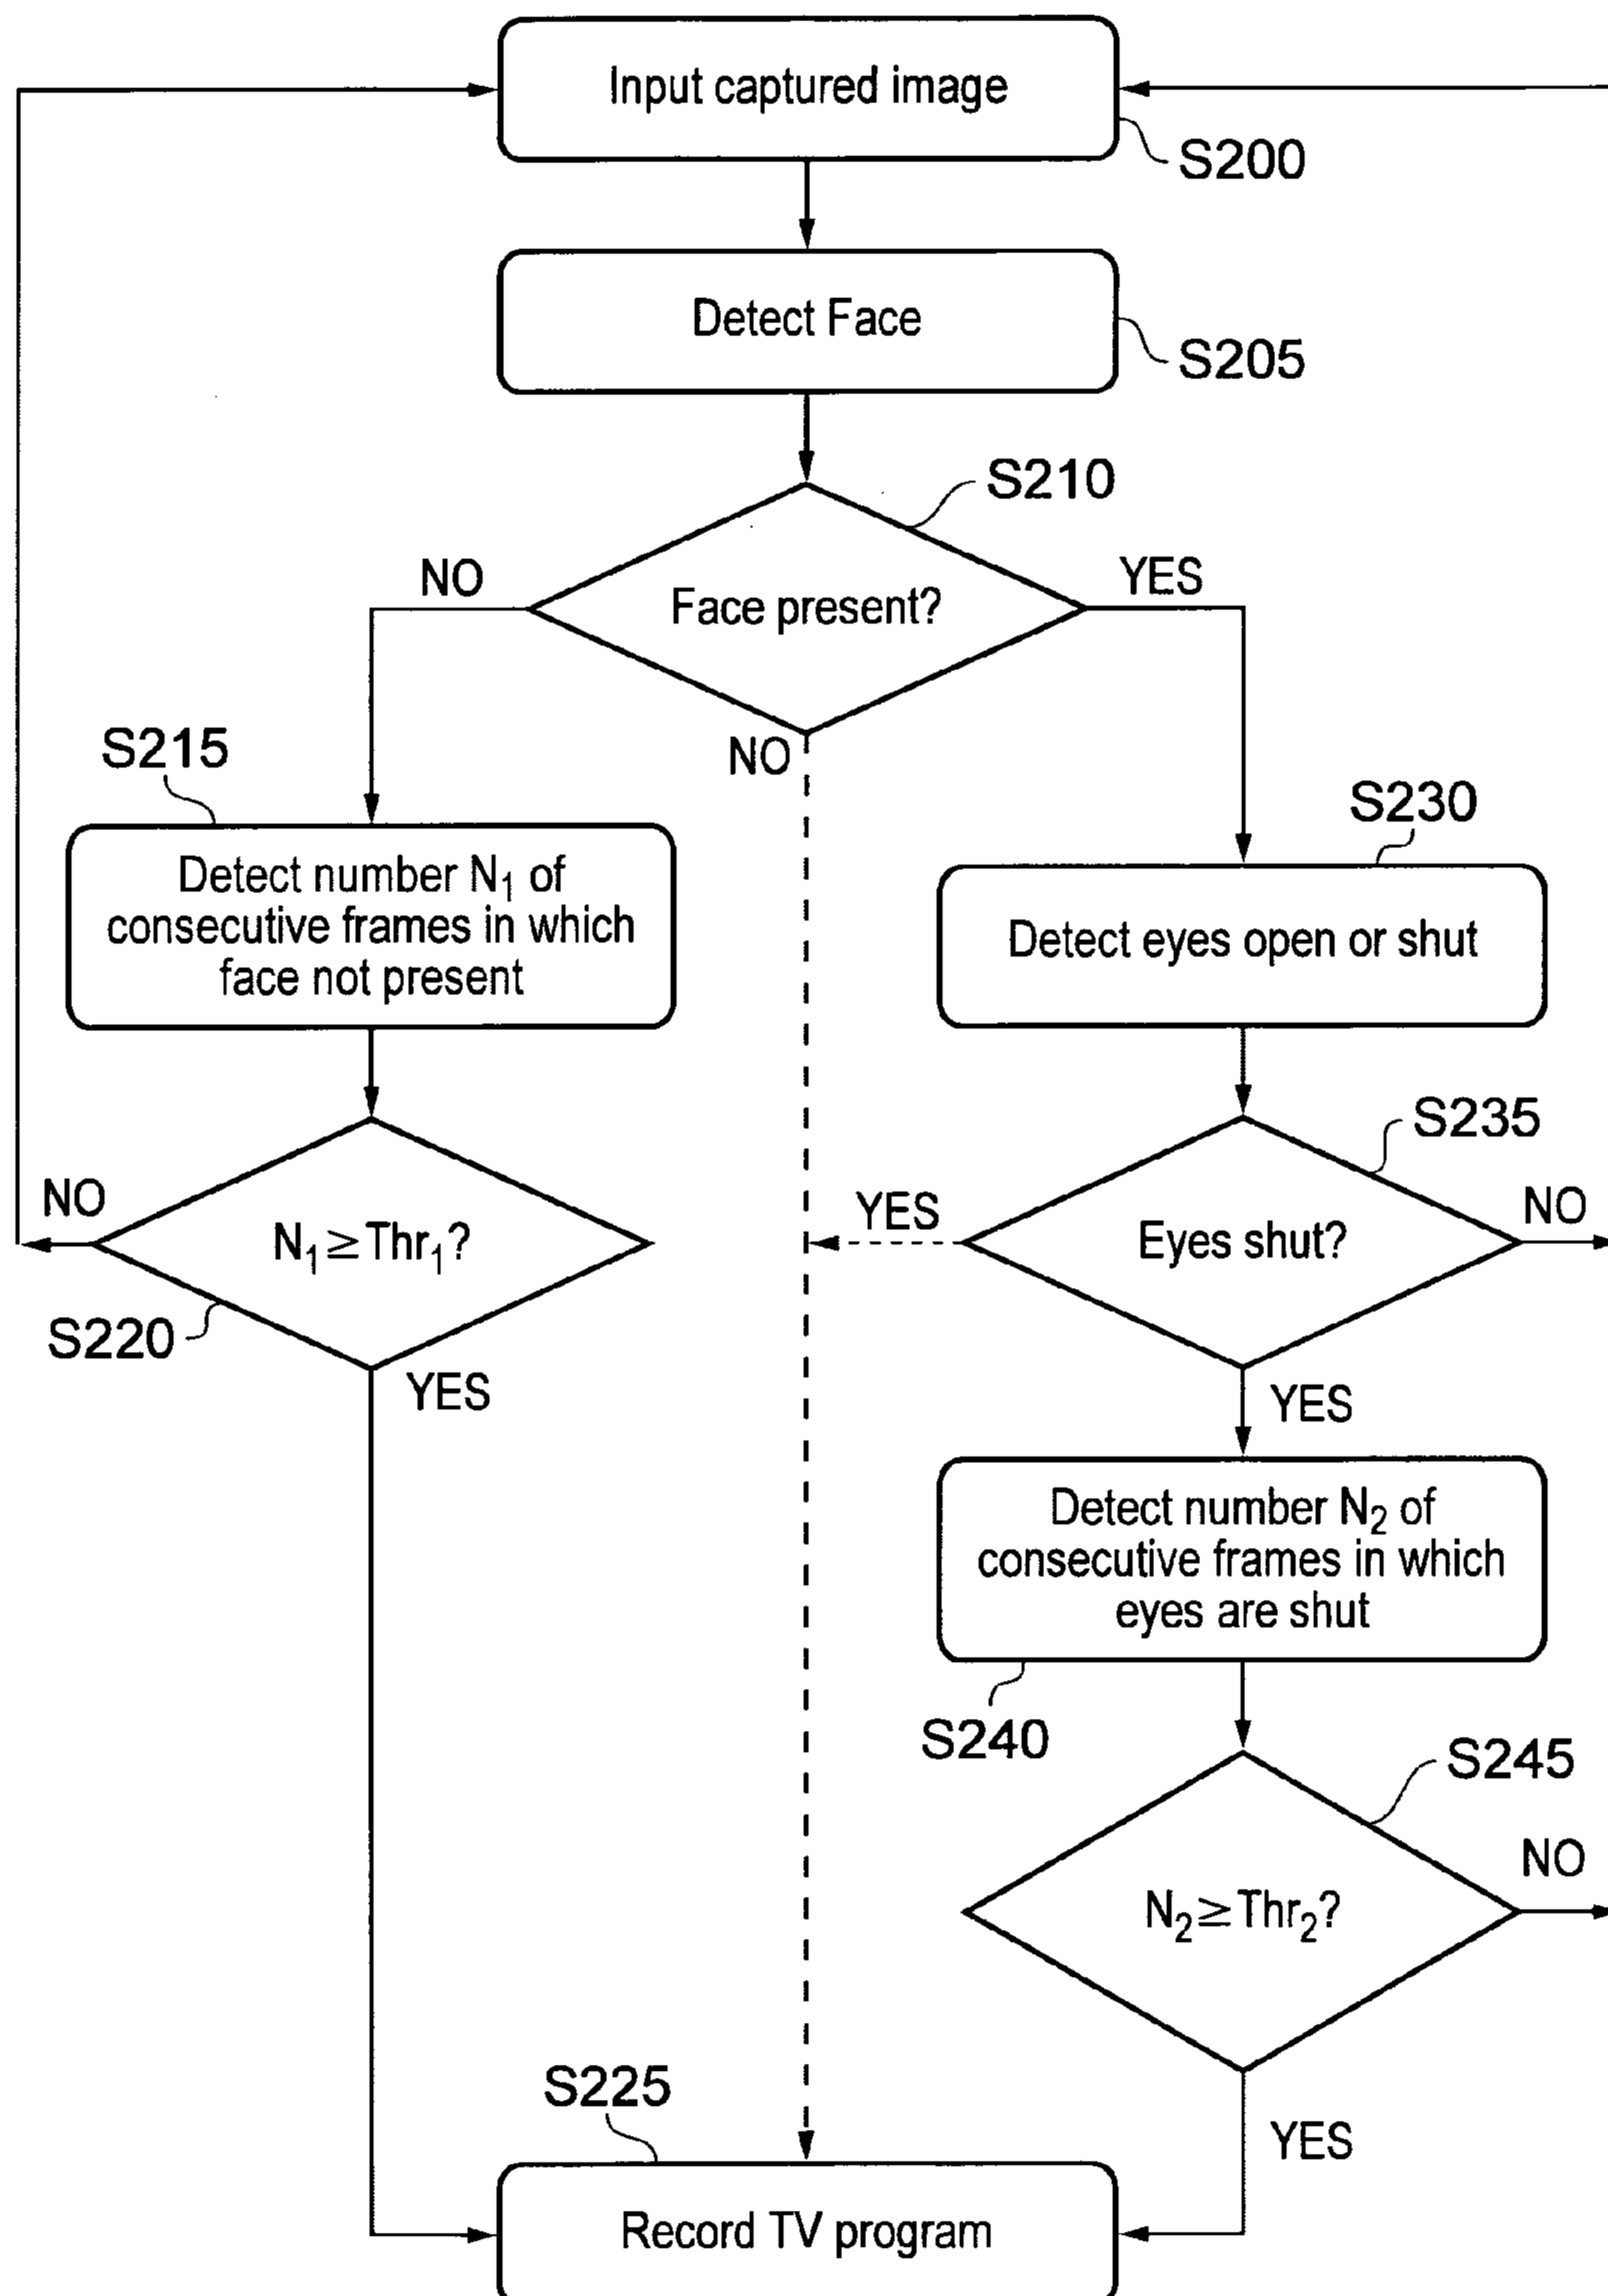 Input captured image
S200
Detect Face
S205
S210
NO
Face present?
YES
NO
S215
Detect number N₁ of
consecutive frames in which
face not present
S230
Detect eyes open or shut
NO
N₁≥Thr₁?
S220
YES
S235
YES
Eyes shut?
NO
YES
Detect number N₂ of
consecutive frames in which
eyes are shut
S240
S245
N₂≥Thr₂?
NO
YES
S225
Record TV program